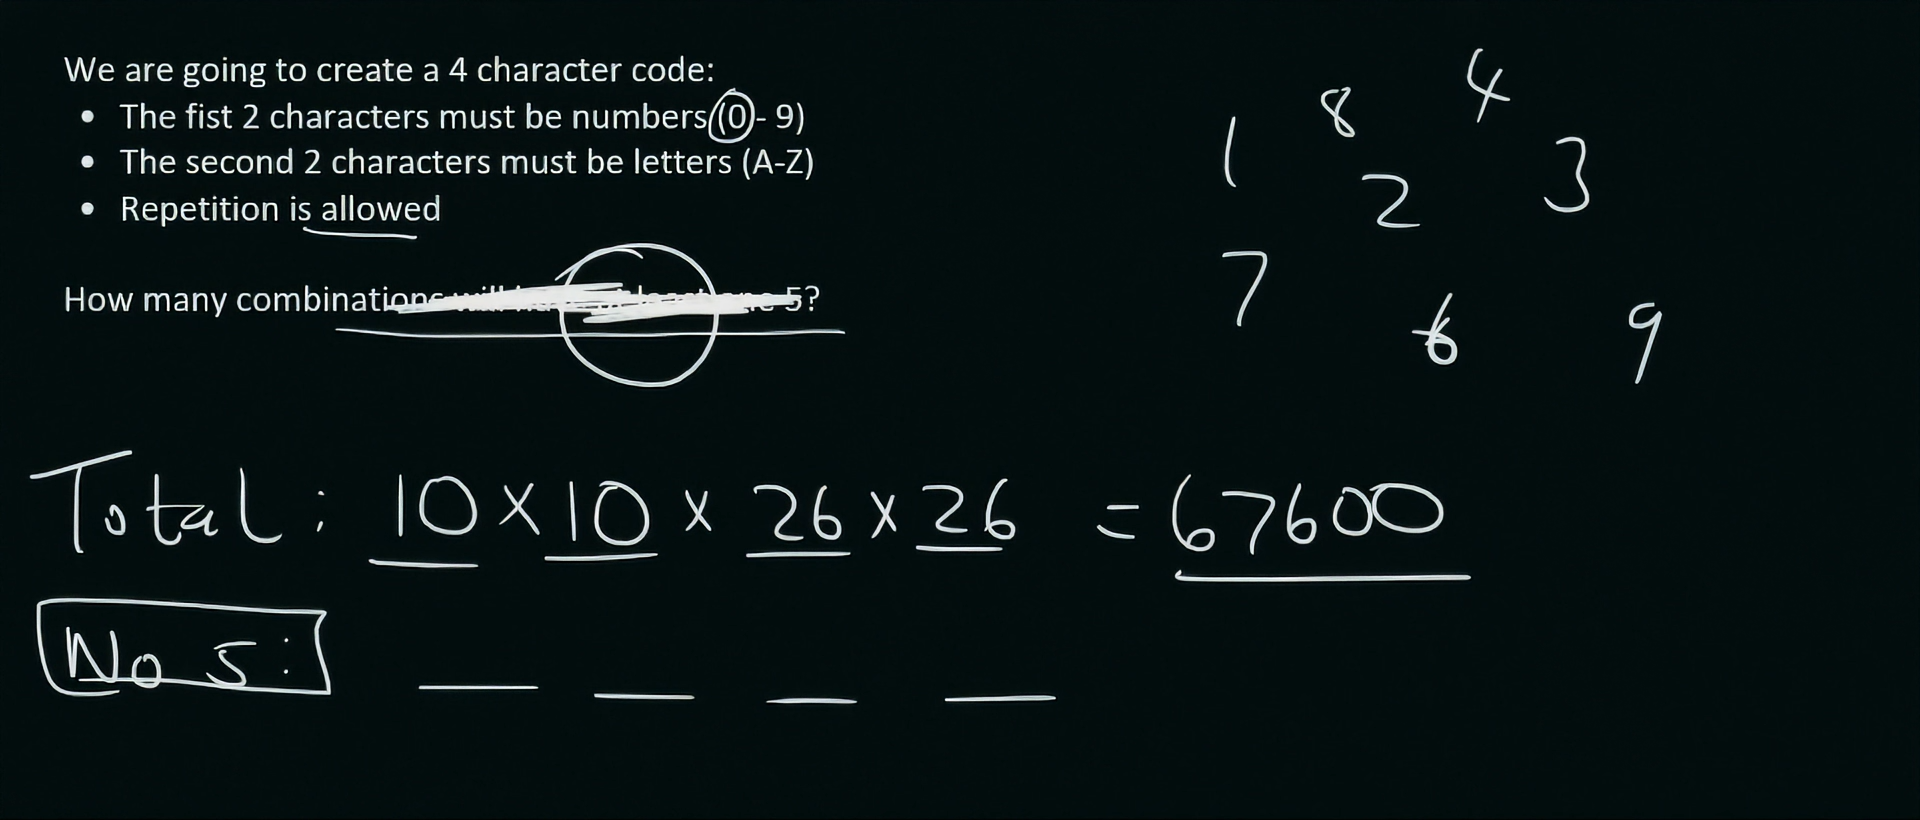 We are going to create a 4 character code:
• The fist 2 characters must be numbers (0 - 9)
• The second 2 characters must be letters (A-Z)
• Repetition is allowed
How many combinations 5?
1 8 4
2 3
7 6 9
Total: 10 × 10 × 26 × 26 = 67600
No 5: